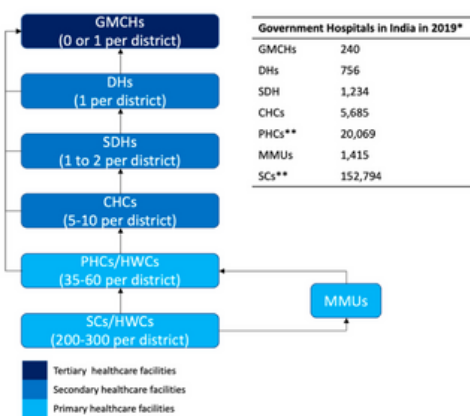 GMCHs
(0 or 1 per district)
DHs
(1 per district)
SDHs
(1 to 2 per district)
CHCs
(5-10 per district)
PHCs/HWCs
(35-60 per district)
SCs/HWCs
(200-300 per district)
MMUs
Tertiary healthcare facilities
Secondary healthcare facilities
Primary healthcare facilities
Government Hospitals in India in 2019*
GMCHs 240
DHs 756
SDH 1,234
CHCs 5,685
PHCs** 20,069
MMUs 1,415
SCs** 152,794